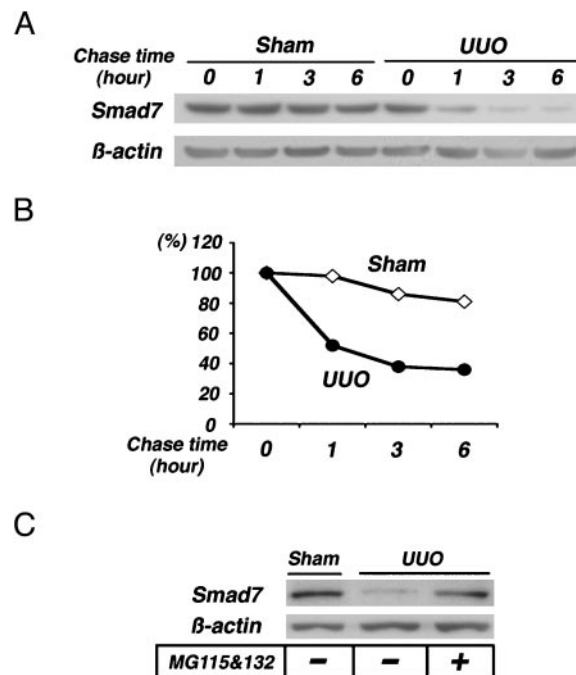 A
Chase time (hour) Sham UUO
0 1 3 6 0 1 3 6
Smad7
ß-actin
B
(%) 120
100
80
60
40
20
0
Sham
UUO
Chase time (hour) 0 1 3 6
C
Sham UUO
Smad7
ß-actin
MG115&132 - - +